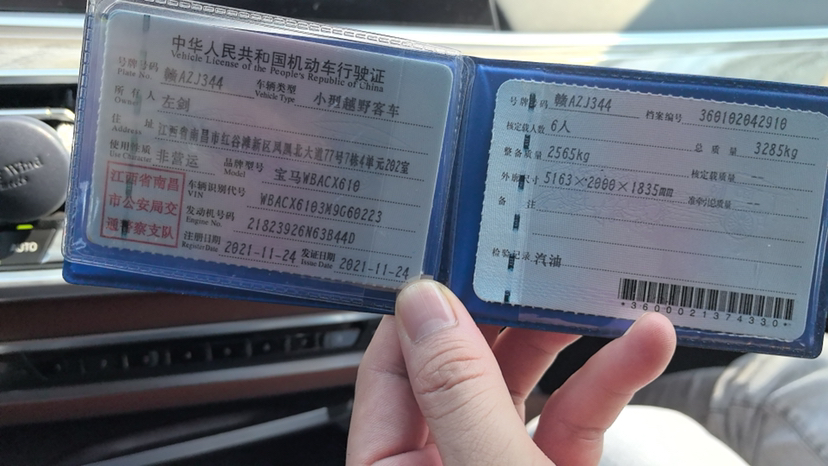 中华人民共和国机动车行驶证
Vehicle License of the People's Republic of China
号牌号码 赣AZJ344 车辆类型 小型越野客车
Plate No. Vehicle Type
所有人 左剑
Owner
住址 江西省南昌市红谷滩新区凤凰北大道77号7栋4单元202室
Address
使用性质 非营运 品牌型号 宝马WBACX610
Use Character Model
江西省南昌
市公安局交
通警察支队
车辆识别代号 WBACX6103M9G60223
VIN
发动机号码 21823926N63B44D
Engine No.
注册日期 2021-11-24 发证日期 2021-11-24
Register Date Issue Date
号牌号码 赣AZJ344 档案编号 360102042910
核定载人数 6人 总质量 3285kg
整备质量 2565kg 核定载质量 --
外廓尺寸 5163×2000×1835mm 准牵引总质量 --
备注
检验记录 汽油
*3600021374330*
Wind
310